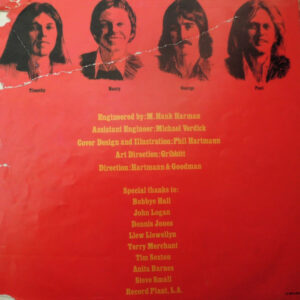 Timothy Rusty George Paul
Engineered by: M. Hank Harman
Assistant Engineer: Michael Verdick
Cover Design and Illustration: Phil Hartmann
Art Direction: Gribbitt
Direction: Hartmann & Goodman
Special thanks to:
Bobbye Hall
John Logan
Dennis Jones
Llew Llewellyn
Terry Merchant
Tim Sexton
Anita Barnes
Steve Small
Record Plant, L.A.